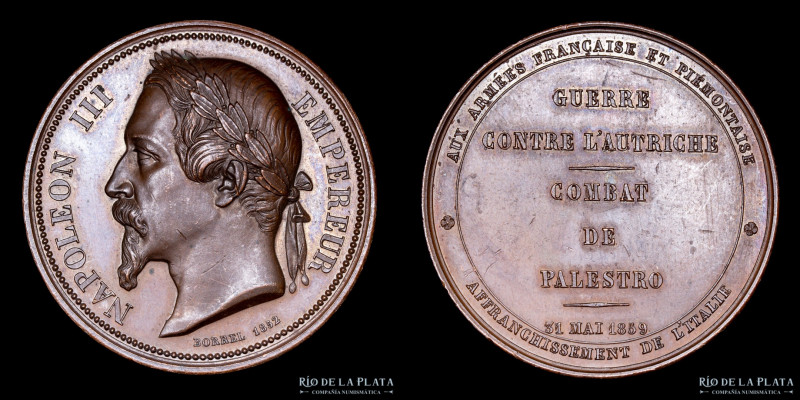 NAPOLEON III
EMPEREUR
BORREL 1852
AUX ARMÉES FRANÇAISE ET PIÉMONTAISE
GUERRE
CONTRE L'AUTRICHE
COMBAT
DE
PALESTRO
31 MAI 1859
AFFRANCHISSEMENT DE L'ITALIE
RÍO DE LA PLATA
COMPAÑÍA NUMISMÁTICA
RÍO DE LA PLATA
COMPAÑÍA NUMISMÁTICA